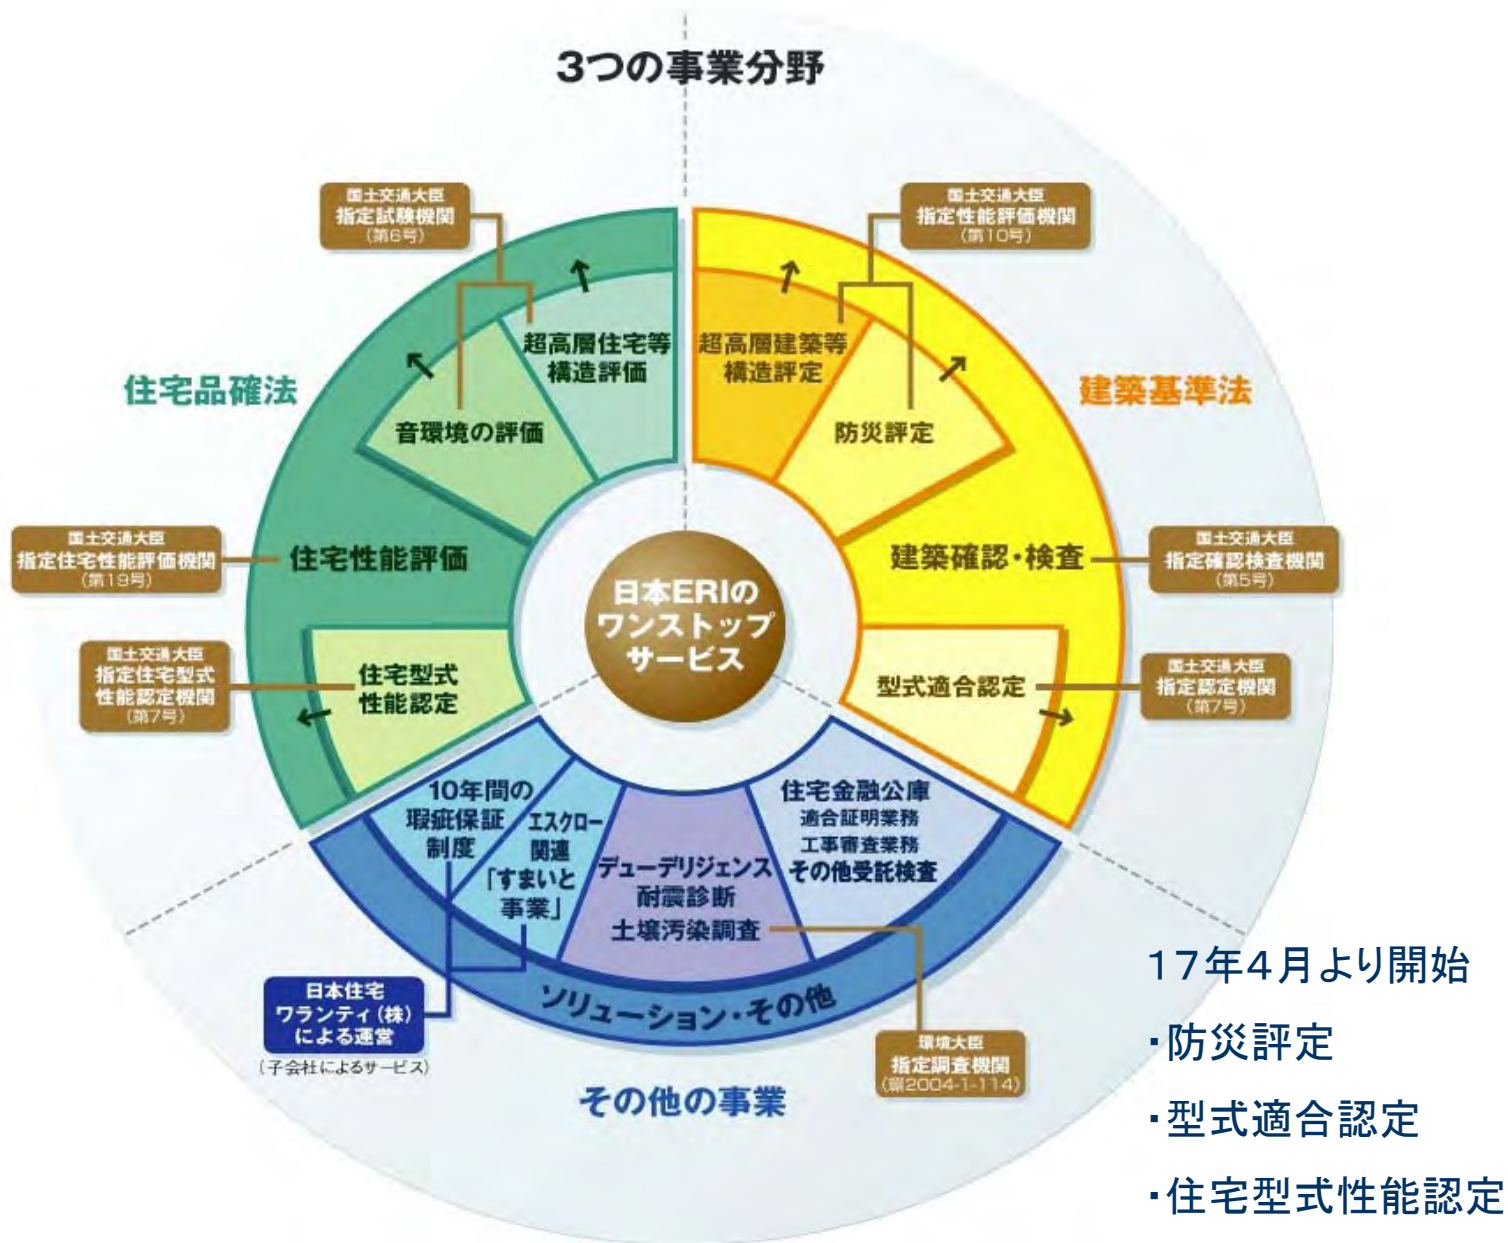 3つの事業分野
国土交通大臣
指定試験機関
(第6号)
国土交通大臣
指定性能評価機関
(第10号)
超高層住宅等
構造評価
超高層建築等
構造評定
住宅品確法
建築基準法
音環境の評価
防災評定
国土交通大臣
指定住宅性能評価機関
(第19号)
住宅性能評価
建築確認・検査
国土交通大臣
指定確認検査機関
(第5号)
日本ERIの
ワンストップ
サービス
国土交通大臣
指定住宅型式
性能認定機関
(第7号)
住宅型式
性能認定
型式適合認定
国土交通大臣
指定認定機関
(第7号)
10年間の
瑕疵保証
制度
エスクロー
関連
「すまいと
事業」
デューデリジェンス
耐震診断
土壌汚染調査
住宅金融公庫
適合証明業務
工事審査業務
その他受託検査
ソリューション・その他
日本住宅
ワランティ(株)
による運営
(子会社によるサービス)
環境大臣
指定調査機関
(環2004-1-114)
その他の事業
17年4月より開始
・防災評定
・型式適合認定
・住宅型式性能認定